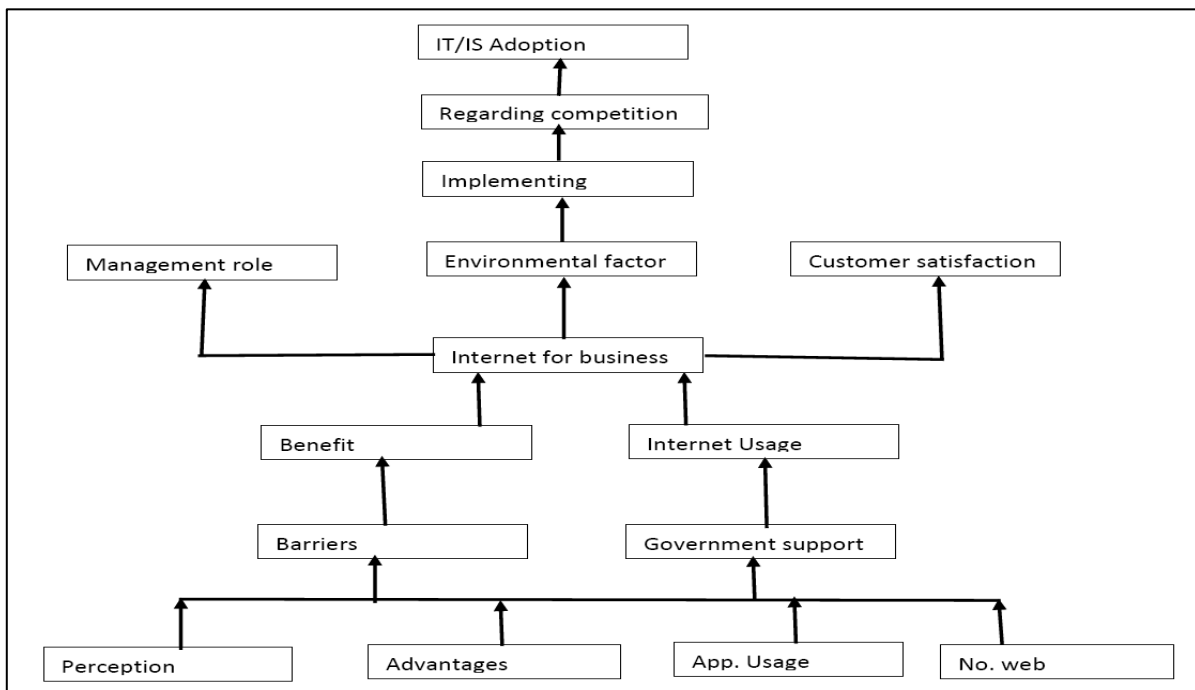 IT/IS Adoption
Regarding competition
Implementing
Management role
Environmental factor
Customer satisfaction
Internet for business
Benefit
Internet Usage
Barriers
Government support
Perception
Advantages
App. Usage
No. web